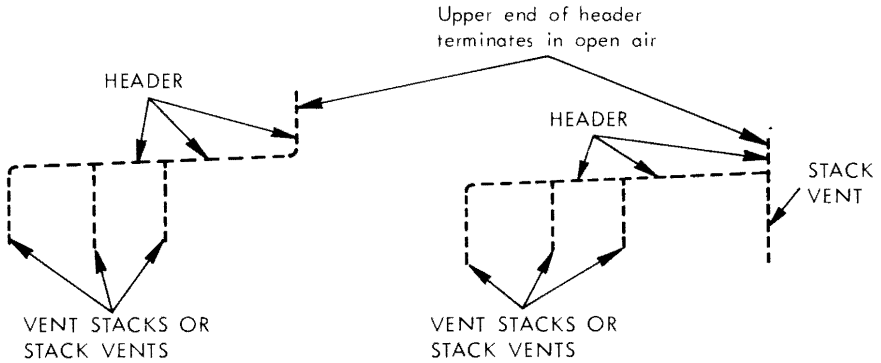 Upper end of header
terminates in open air
HEADER
HEADER
STACK
VENT
VENT STACKS OR
STACK VENTS
VENT STACKS OR
STACK VENTS